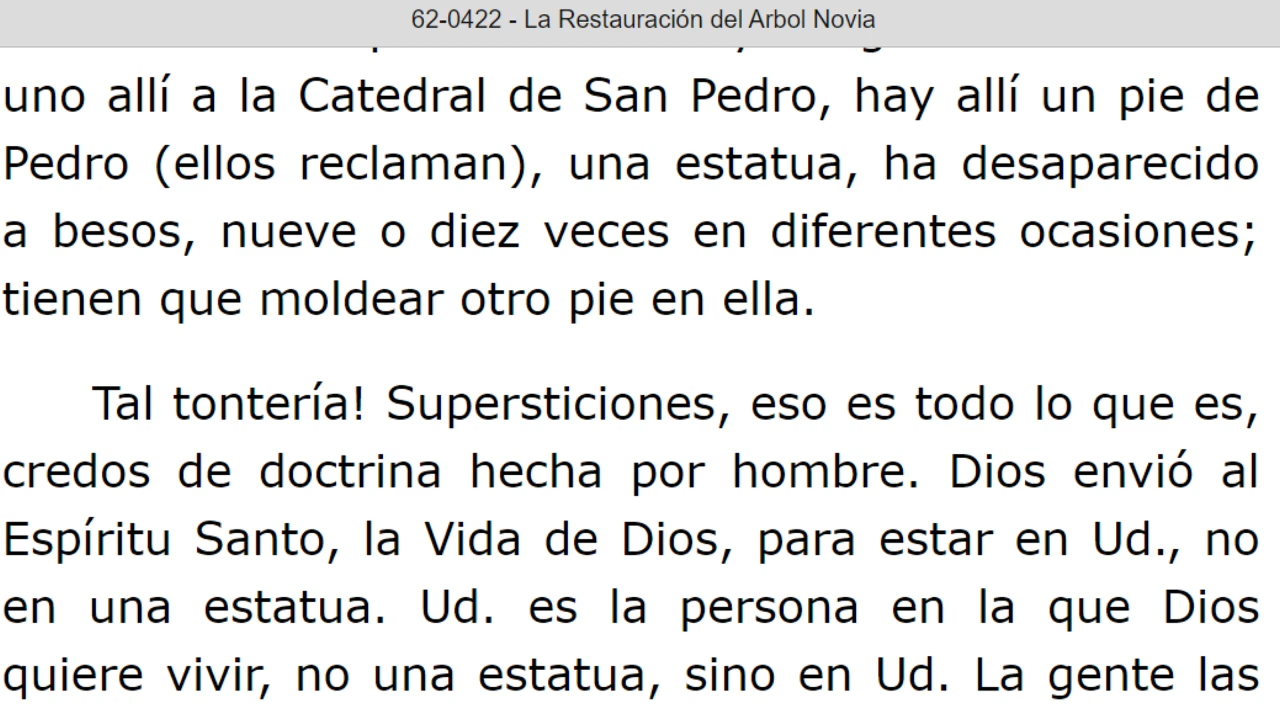 62-0422 - La Restauración del Arbol Novia
uno allí a la Catedral de San Pedro, hay allí un pie de
Pedro (ellos reclaman), una estatua, ha desaparecido
a besos, nueve o diez veces en diferentes ocasiones;
tienen que moldear otro pie en ella.
Tal tontería! Supersticiones, eso es todo lo que es,
credos de doctrina hecha por hombre. Dios envió al
Espíritu Santo, la Vida de Dios, para estar en Ud., no
en una estatua. Ud. es la persona en la que Dios
quiere vivir, no una estatua, sino en Ud. La gente las